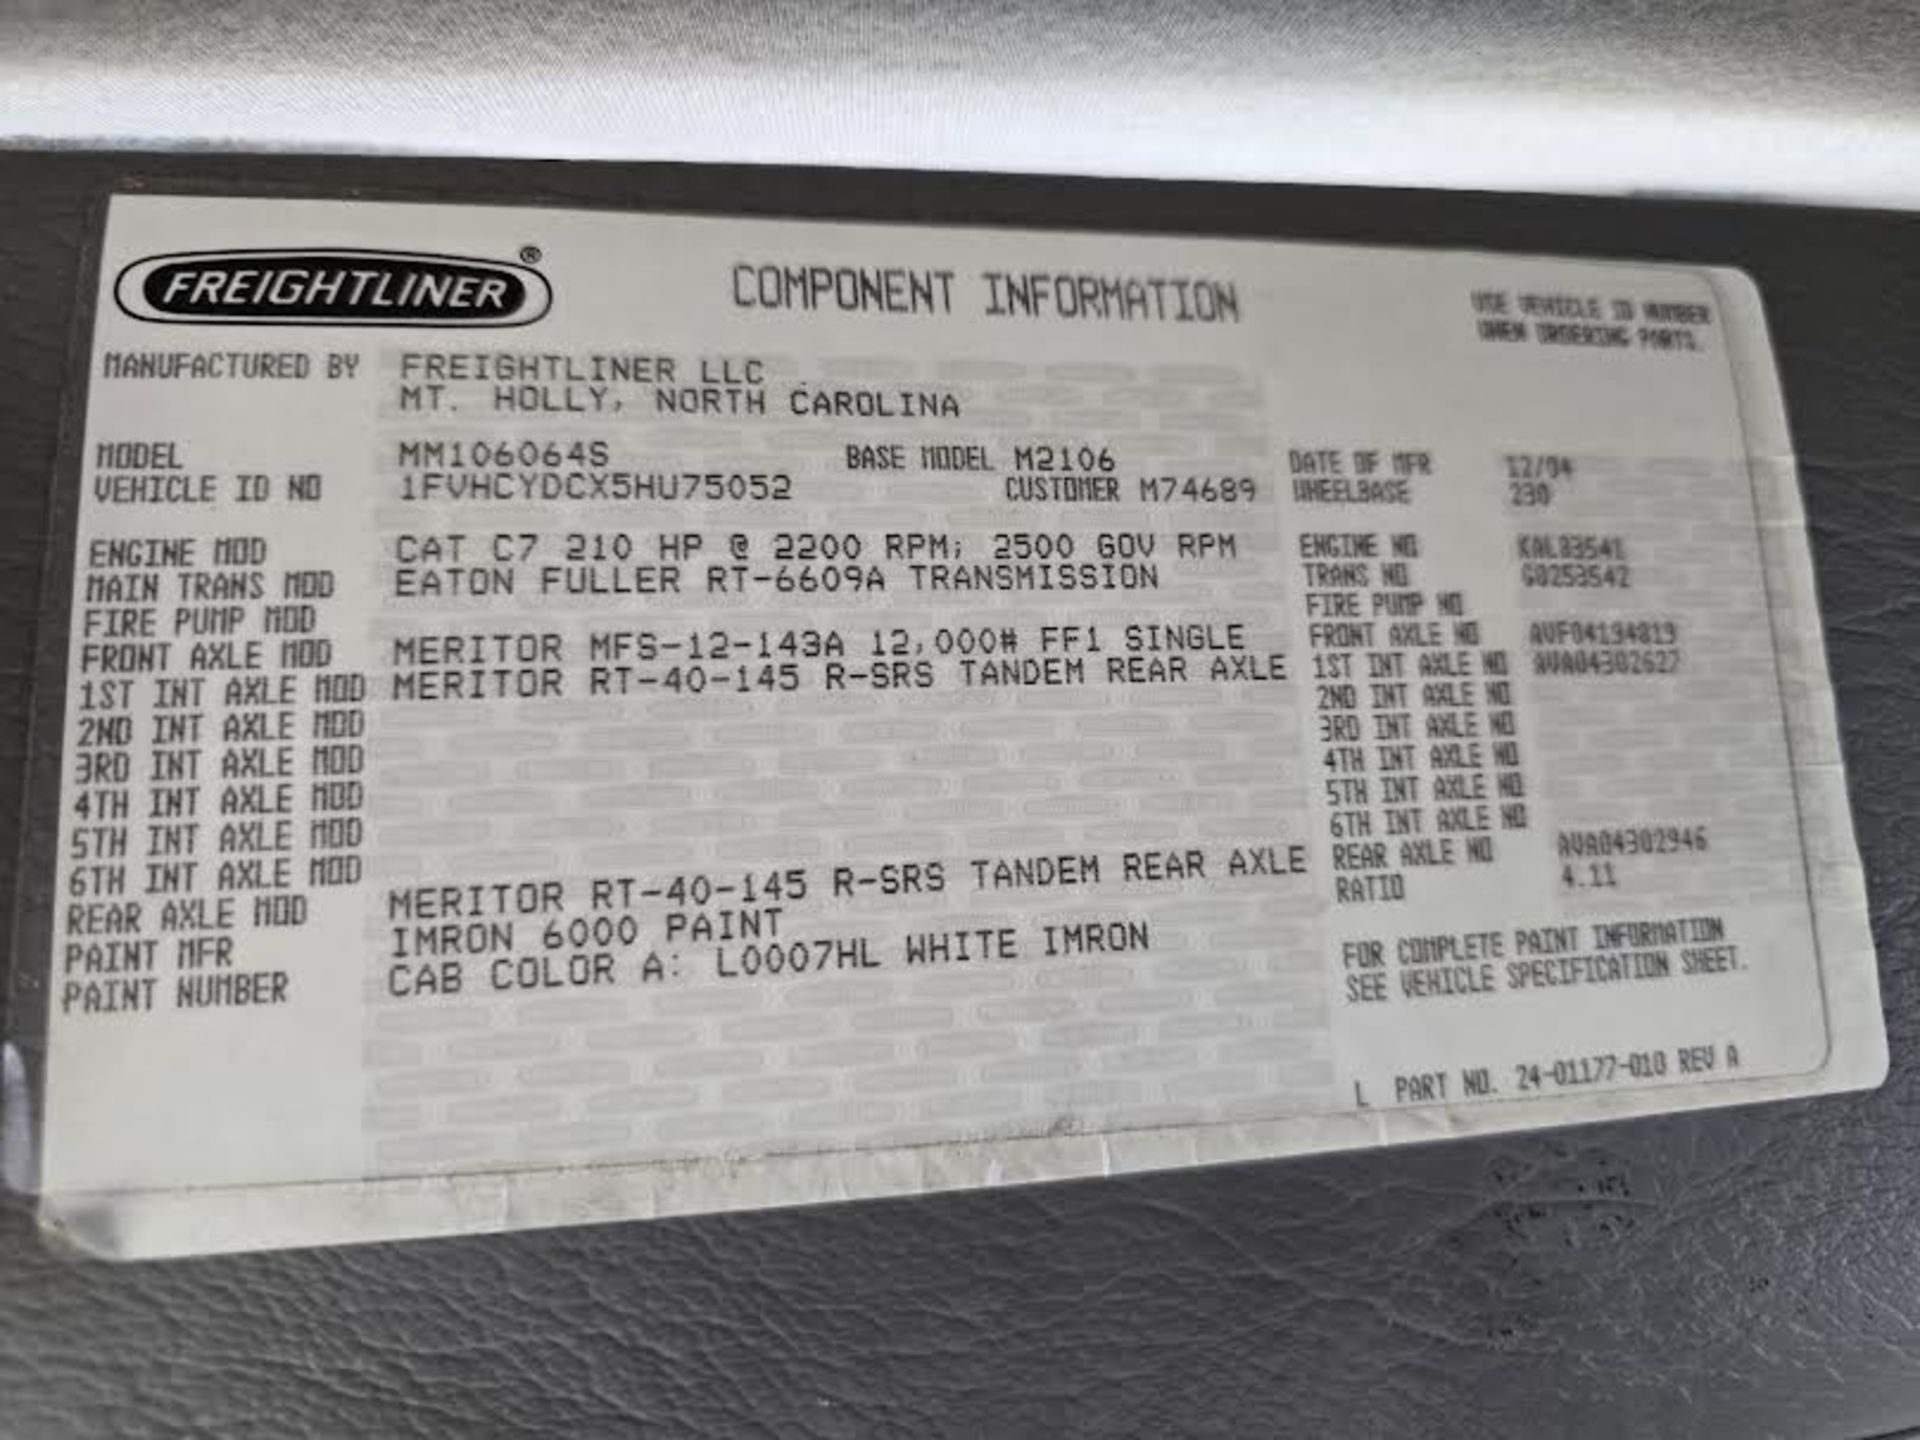 FREIGHTLINER®
COMPONENT INFORMATION
USE VEHICLE ID NUMBER
WHEN ORDERING PARTS.
MANUFACTURED BY FREIGHTLINER LLC
MT. HOLLY, NORTH CAROLINA
MODEL MM106064S BASE MODEL M2106 DATE OF MFR 12/04
VEHICLE ID NO 1FVHCYDCX5HU75052 CUSTOMER M74689 WHEELBASE 230
ENGINE MOD CAT C7 210 HP @ 2200 RPM; 2500 GOV RPM ENGINE NO KAL83541
MAIN TRANS MOD EATON FULLER RT-6609A TRANSMISSION TRANS NO G0253542
FIRE PUMP MOD FIRE PUMP NO
FRONT AXLE MOD MERITOR MFS-12-143A 12,000# FF1 SINGLE FRONT AXLE NO AVF04194819
1ST INT AXLE MOD MERITOR RT-40-145 R-SRS TANDEM REAR AXLE 1ST INT AXLE NO AVA04302627
2ND INT AXLE MOD 2ND INT AXLE NO
3RD INT AXLE MOD 3RD INT AXLE NO
4TH INT AXLE MOD 4TH INT AXLE NO
5TH INT AXLE MOD 5TH INT AXLE NO
6TH INT AXLE MOD 6TH INT AXLE NO
REAR AXLE MOD MERITOR RT-40-145 R-SRS TANDEM REAR AXLE REAR AXLE NO AVA04302946
PAINT MFR IMRON 6000 PAINT RATIO 4.11
PAINT NUMBER CAB COLOR A: L0007HL WHITE IMRON
FOR COMPLETE PAINT INFORMATION
SEE VEHICLE SPECIFICATION SHEET.
L PART NO. 24-01177-010 REV A